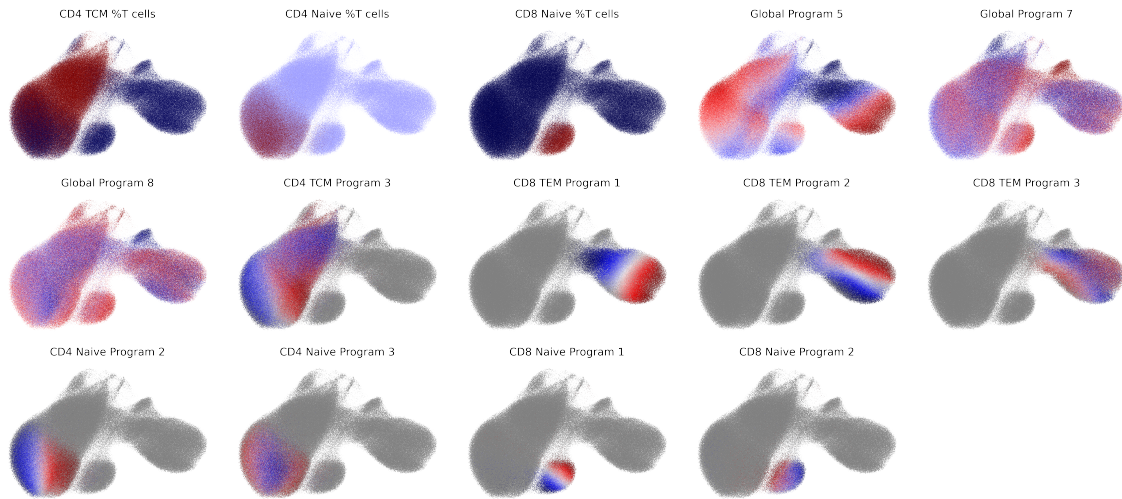 CD4 TCM %T cells
CD4 Naive %T cells
CD8 Naive %T cells
Global Program 5
Global Program 7
Global Program 8
CD4 TCM Program 3
CD8 TEM Program 1
CD8 TEM Program 2
CD8 TEM Program 3
CD4 Naive Program 2
CD4 Naive Program 3
CD8 Naive Program 1
CD8 Naive Program 2